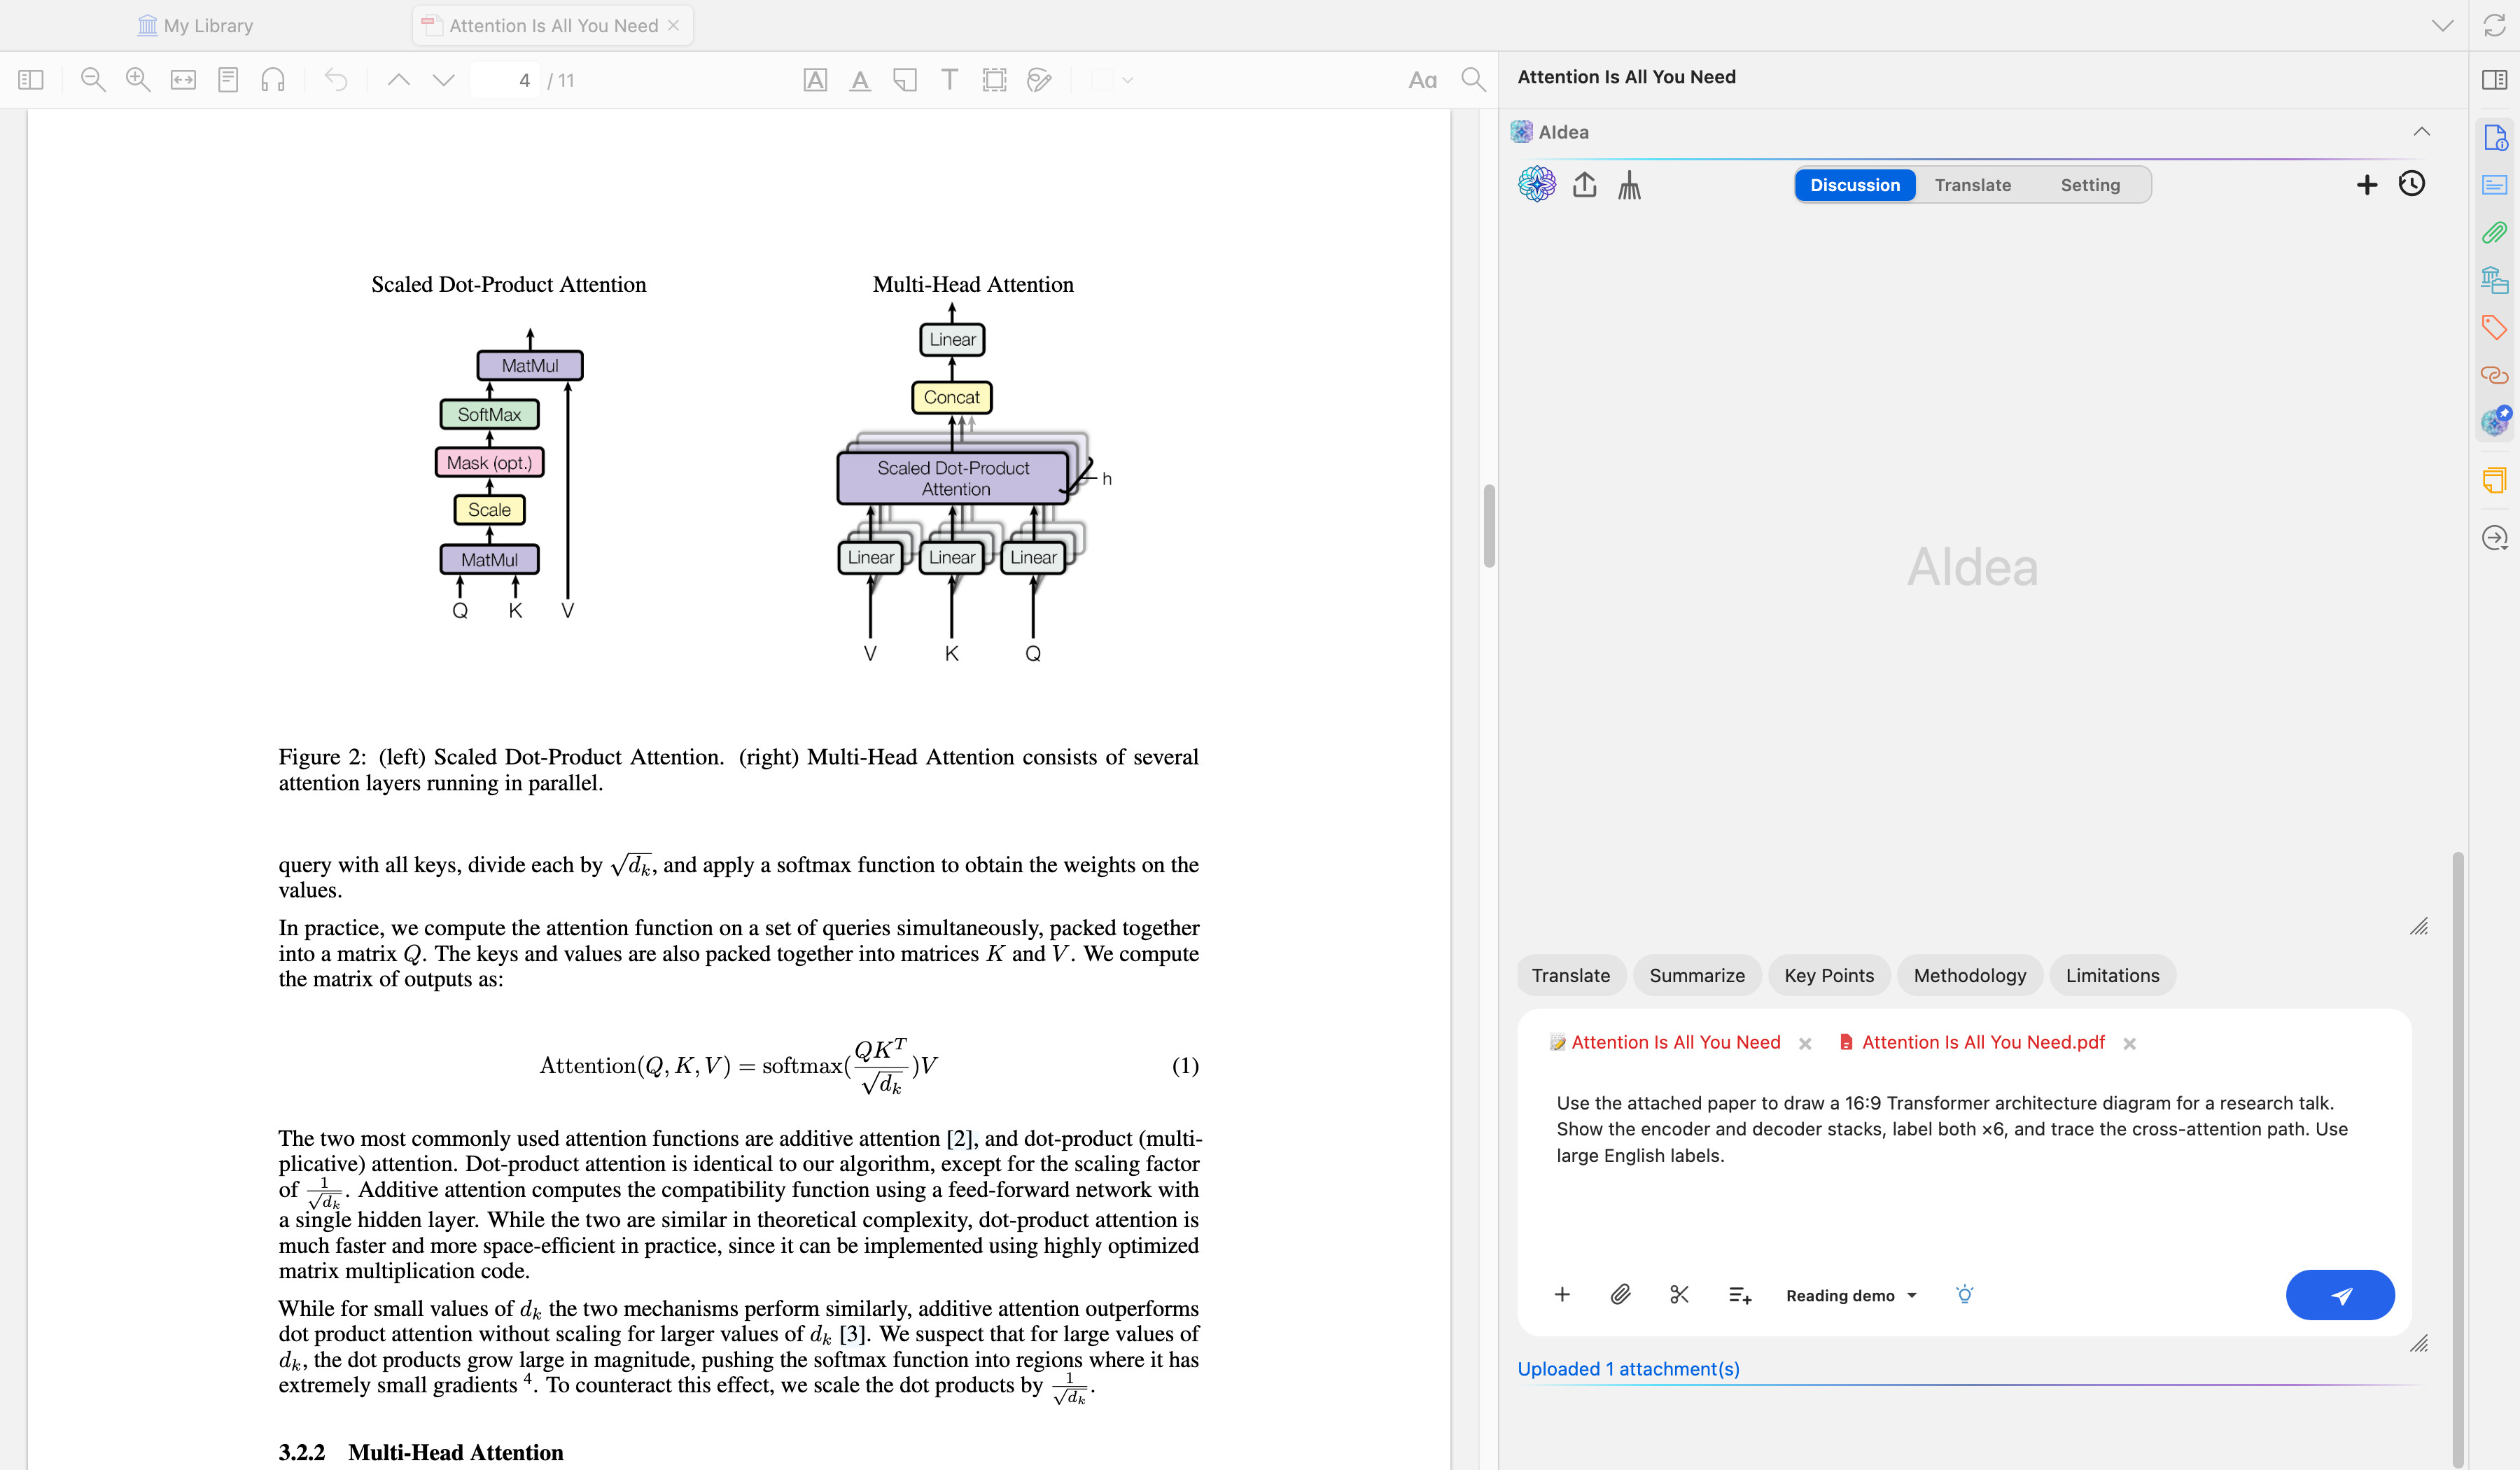 My Library
Attention Is All You Need
4 / 11
Aa
Attention Is All You Need
AIdea
Discussion
Translate
Setting
Scaled Dot-Product Attention
MatMul
SoftMax
Mask (opt.)
Scale
MatMul
Q K V
Multi-Head Attention
Linear
Concat
Scaled Dot-Product
Attention
h
Linear Linear Linear
V K Q
Figure 2: (left) Scaled Dot-Product Attention. (right) Multi-Head Attention consists of several
attention layers running in parallel.
query with all keys, divide each by √dₖ, and apply a softmax function to obtain the weights on the
values.
In practice, we compute the attention function on a set of queries simultaneously, packed together
into a matrix Q. The keys and values are also packed together into matrices K and V. We compute
the matrix of outputs as:
Attention(Q, K, V) = softmax(QKᵀ/√dₖ)V (1)
The two most commonly used attention functions are additive attention [2], and dot-product (multi-
plicative) attention. Dot-product attention is identical to our algorithm, except for the scaling factor
of 1/√dₖ. Additive attention computes the compatibility function using a feed-forward network with
a single hidden layer. While the two are similar in theoretical complexity, dot-product attention is
much faster and more space-efficient in practice, since it can be implemented using highly optimized
matrix multiplication code.
While for small values of dₖ the two mechanisms perform similarly, additive attention outperforms
dot product attention without scaling for larger values of dₖ [3]. We suspect that for large values of
dₖ, the dot products grow large in magnitude, pushing the softmax function into regions where it has
extremely small gradients ⁴. To counteract this effect, we scale the dot products by 1/√dₖ.
3.2.2 Multi-Head Attention
AIdea
Translate
Summarize
Key Points
Methodology
Limitations
Attention Is All You Need
Attention Is All You Need.pdf
Use the attached paper to draw a 16:9 Transformer architecture diagram for a research talk.
Show the encoder and decoder stacks, label both ×6, and trace the cross-attention path. Use
large English labels.
Reading demo
Uploaded 1 attachment(s)